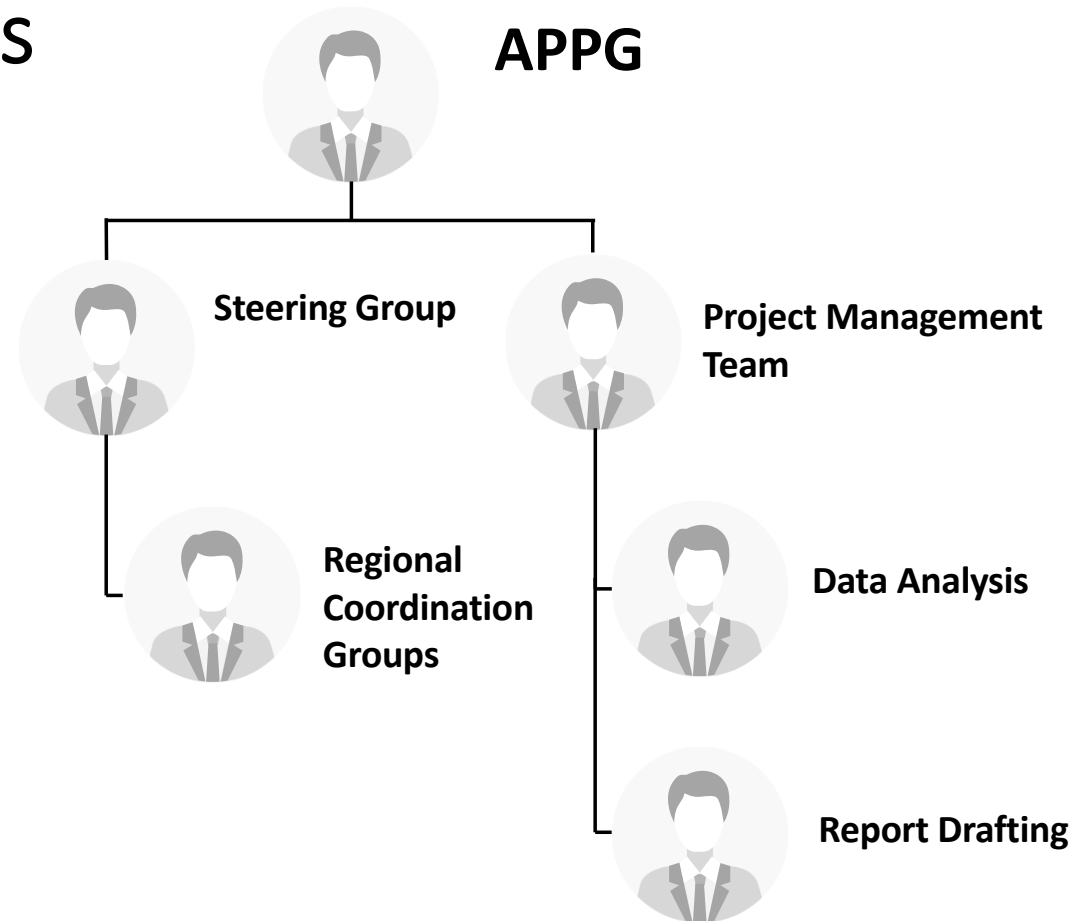 s
APPG
Steering Group
Project Management
Team
Regional
Coordination
Groups
Data Analysis
Report Drafting